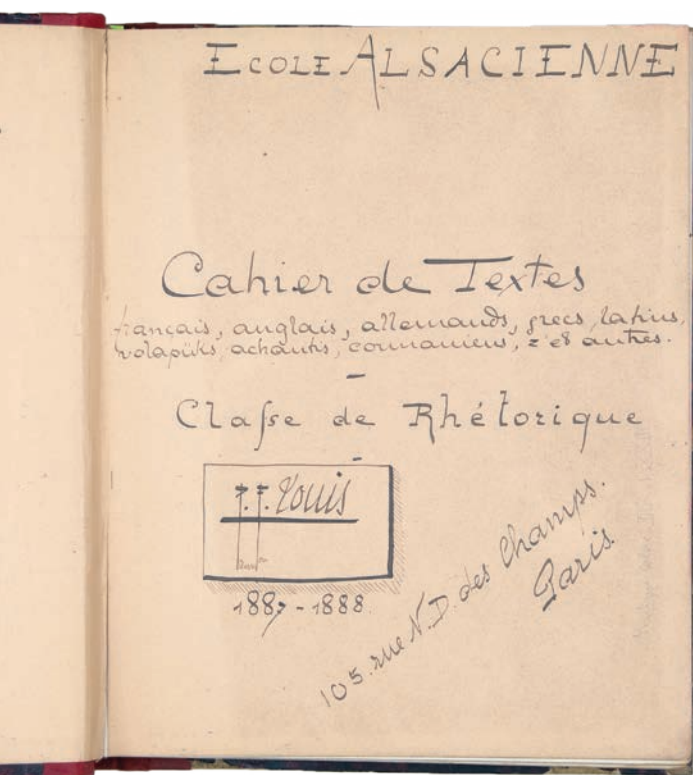 ECOLE ALSACIENNE
Cahier de Textes
français, anglais, allemands, grecs, latins,
volapüks, achantis, comaniens, z'et autres.
Classe de Rhétorique
P. F. Louis
1887-1888
105. rue N. D. des Champs.
Paris.